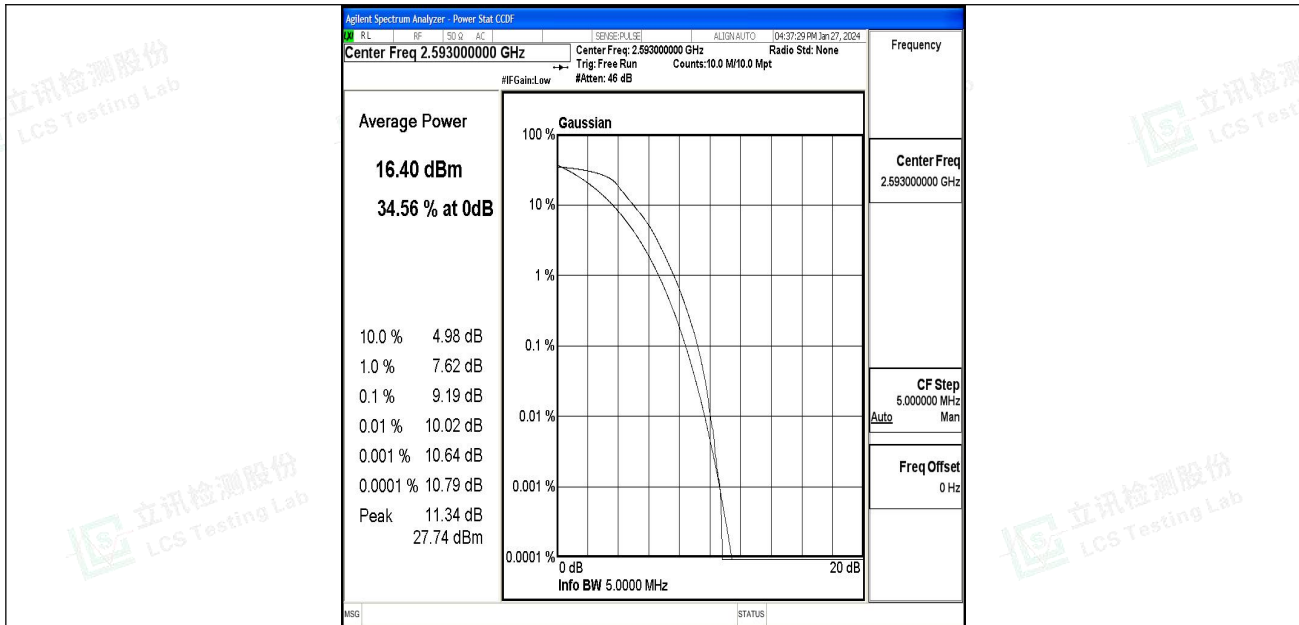 Agilent Spectrum Analyzer - Power Stat CCDF
LXI RL RF 50 Ω AC SENSE:PULSE ALIGN AUTO 04:37:29 PM Jan 27, 2024
Center Freq 2.593000000 GHz
Center Freq: 2.593000000 GHz Radio Std: None
Trig: Free Run Counts:10.0 M/10.0 Mpt
#IFGain:Low #Atten: 46 dB
Frequency
Average Power
16.40 dBm
34.56 % at 0dB
10.0 % 4.98 dB
1.0 % 7.62 dB
0.1 % 9.19 dB
0.01 % 10.02 dB
0.001 % 10.64 dB
0.0001 % 10.79 dB
Peak 11.34 dB
27.74 dBm
Gaussian
100 %
10 %
1 %
0.1 %
0.01 %
0.001 %
0.0001 %
0 dB 20 dB
Info BW 5.0000 MHz
Center Freq
2.593000000 GHz
CF Step
5.000000 MHz
Auto Man
Freq Offset
0 Hz
MSG STATUS
立讯检测股份
LCS Testing Lab
立讯检测
LCS Test
立讯检测股份
LCS Testing Lab
立讯检测股份
LCS Testing Lab